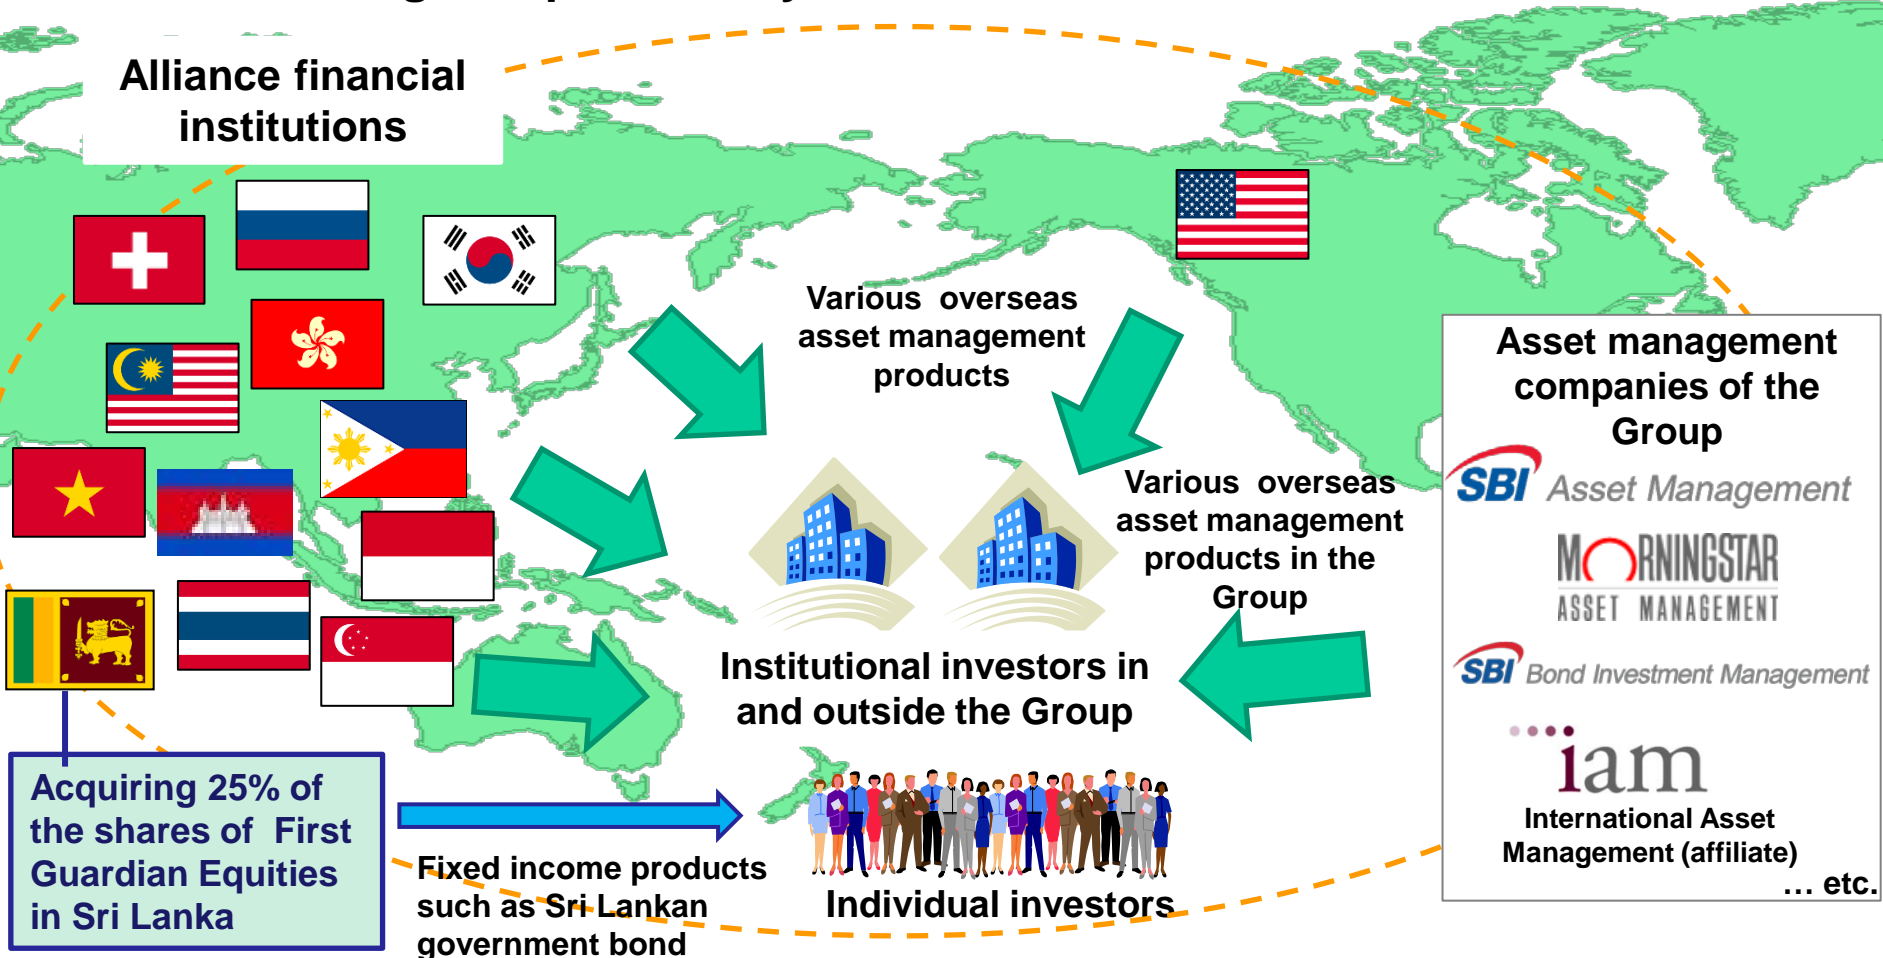 Alliance financial
institutions
Various overseas
asset management
products
Asset management
companies of the
Group
SBI Asset Management
MORNINGSTAR
ASSET MANAGEMENT
SBI Bond Investment Management
iam
International Asset
Management (affiliate)
... etc.
Various overseas
asset management
products in the
Group
Institutional investors in
and outside the Group
Acquiring 25% of
the shares of First
Guardian Equities
in Sri Lanka
Fixed income products
such as Sri Lankan
government bond
Individual investors